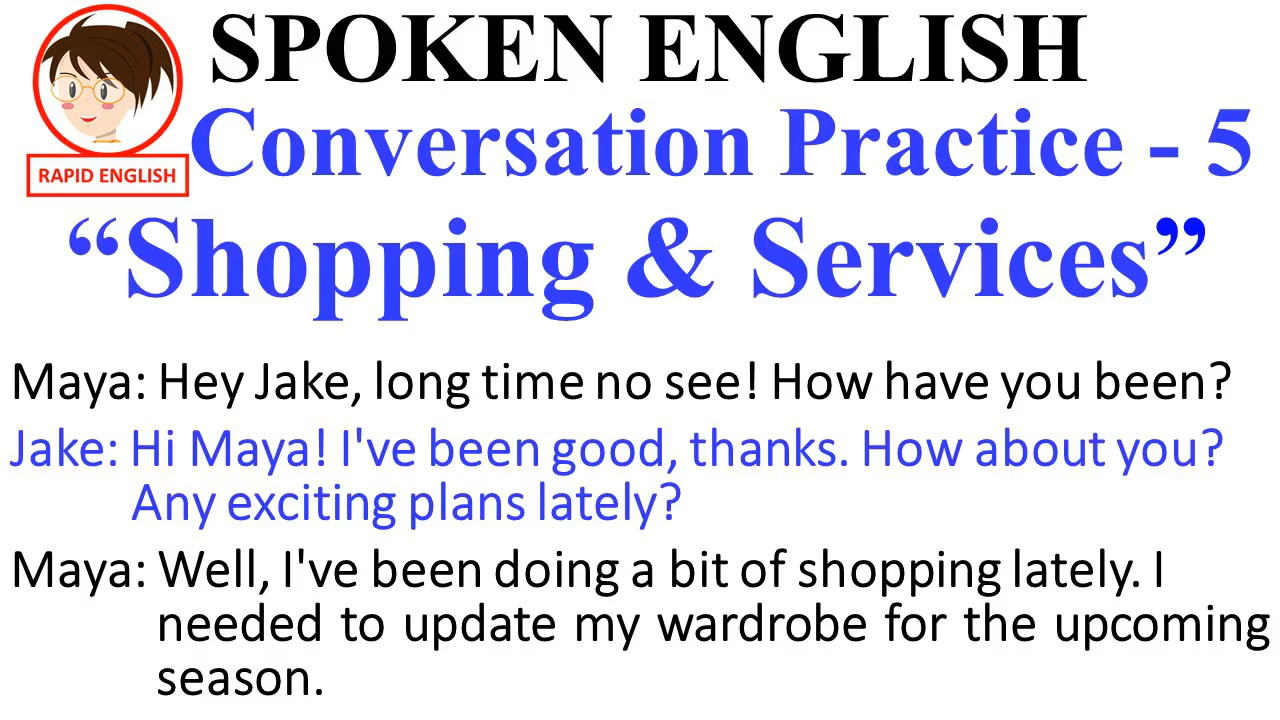 SPOKEN ENGLISH
RAPID ENGLISH
Conversation Practice - 5
“Shopping & Services”
Maya: Hey Jake, long time no see! How have you been?
Jake: Hi Maya! I've been good, thanks. How about you?
Any exciting plans lately?
Maya: Well, I've been doing a bit of shopping lately. I
needed to update my wardrobe for the upcoming
season.